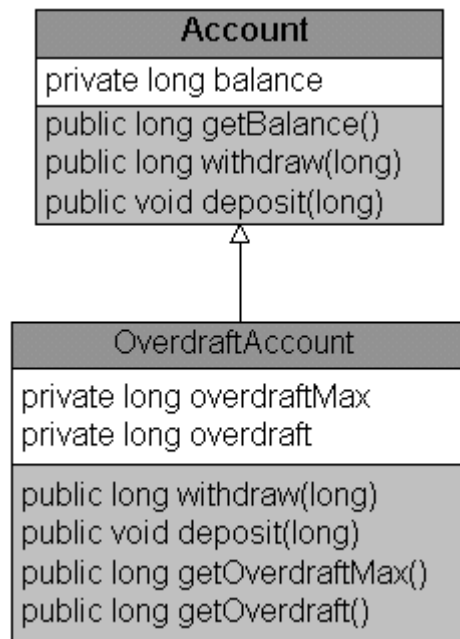 Account
private long balance
public long getBalance()
public long withdraw(long)
public void deposit(long)
OverdraftAccount
private long overdraftMax
private long overdraft
public long withdraw(long)
public void deposit(long)
public long getOverdraftMax()
public long getOverdraft()